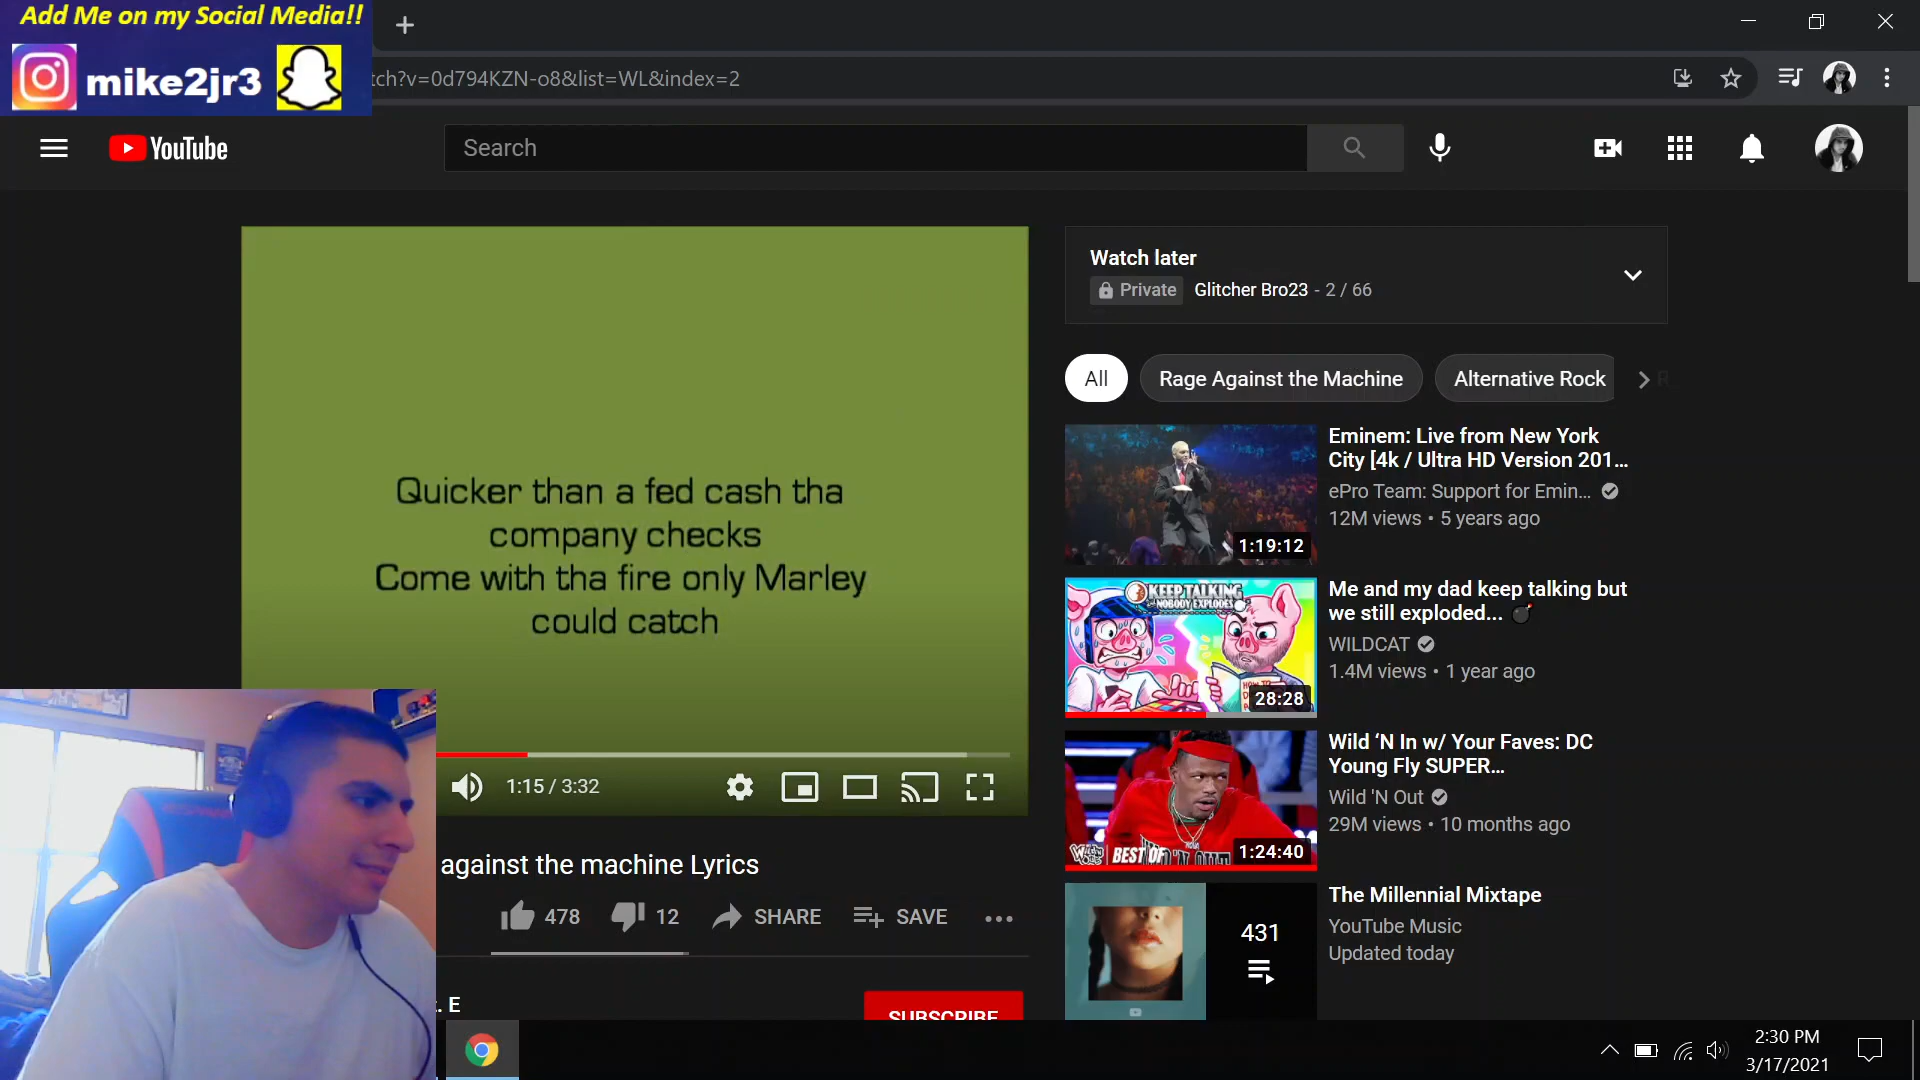 Add Me on my Social Media!!
mike2jr3
tch?v=0d794KZN-o8&list=WL&index=2
YouTube
Search
Quicker than a fed cash tha
company checks
Come with tha fire only Marley
could catch
1:15 / 3:32
against the machine Lyrics
478
12
SHARE
SAVE
E
SUBSCRIBE
Watch later
Private Glitcher Bro23 - 2 / 66
All
Rage Against the Machine
Alternative Rock
1:19:12
Eminem: Live from New York
City [4k / Ultra HD Version 201...
ePro Team: Support for Emin...
12M views • 5 years ago
KEEP TALKING
NOBODY EXPLODES
28:28
Me and my dad keep talking but
we still exploded...
WILDCAT
1.4M views • 1 year ago
BEST OF
1:24:40
Wild ‘N In w/ Your Faves: DC
Young Fly SUPER...
Wild 'N Out
29M views • 10 months ago
431
The Millennial Mixtape
YouTube Music
Updated today
2:30 PM
3/17/2021